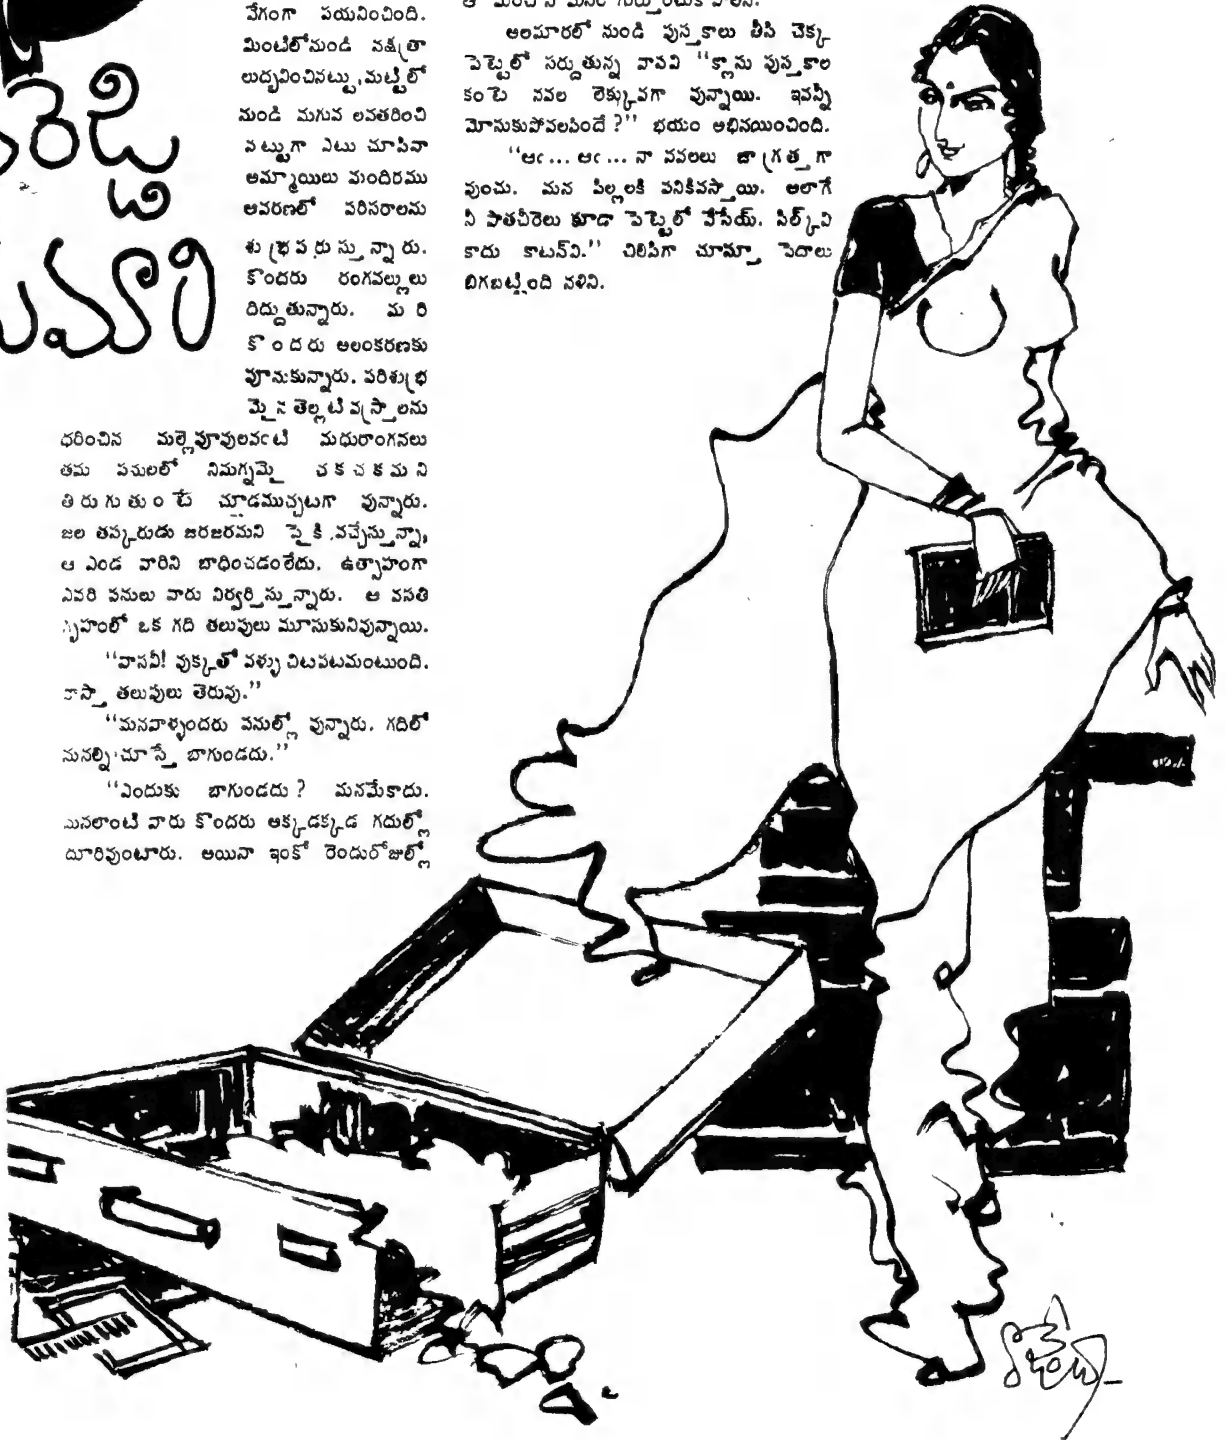 రెడ్డి
మారి
వేగంగా పయనించింది.
మింటిలోనుండి నక్షత్రా
లుద్భవించినట్టు, మట్టిలో
నుండి మగువ లవతరించి
నట్టుగా ఎటు చూసినా
అమ్మాయిలు మందిరము
ఆవరణలో పరిసరాలను
శుభ్రపరుస్తున్నారు.
కొందరు రంగవల్లులు
దిద్దుతున్నారు. మరి
కొందరు అలంకరణకు
పూనుకున్నారు. పరిశుభ్ర
మైన తెల్లటి వస్త్రాలను
ధరించిన మల్లెపూవులవంటి మధురాంగనలు
తమ పనులలో నిమగ్నమై చకచకమని
తిరుగుతుంటే చూడముచ్చటగా వున్నారు.
జల తస్కరుడు జరజరమని పైకి వచ్చేస్తున్నా,
ఆ ఎండ వారిని బాధించడంలేదు. ఉత్సాహంగా
ఎవరి పనులు వారు నిర్వర్తిస్తున్నారు. ఆ వసతి
గృహంలో ఒక గది తలుపులు మూసుకునివున్నాయి.
"వాసవీ! వుక్కతో వళ్ళు చిటపటమంటుంది.
కాస్తా తలుపులు తెరువు."
"మనవాళ్ళందరు పనుల్లో వున్నారు. గదిలో
మనల్ని చూస్తే బాగుండదు."
"ఎందుకు బాగుండదు? మనమేకాదు.
మనలాంటి వారు కొందరు అక్కడక్కడ గదుల్లో
దూరివుంటారు. అయినా ఇంకో రెండురోజుల్లో
అలమారలో నుండి పుస్తకాలు తీసి చెక్క
పెట్టెలో సర్దుతున్న వాసవి "క్లాను పుస్తకాల
కంటె నవల లెక్కువగా వున్నాయి. ఇవన్నీ
మోసుకుపోవలసిందే?" భయం అభినయించింది.
"ఆఁ... ఆఁ... నా నవలలు జాగ్రత్తగా
వుంచు. మన పిల్లలకి పనికివస్తాయి. అలాగే
నీ పాతచీరెలు కూడా పెట్టెలో వేసేయ్. సిల్క్‌వి
కాదు కాటన్‌వి." చిలిపిగా చూస్తూ పెదాలు
బిగబట్టింది నళిని.